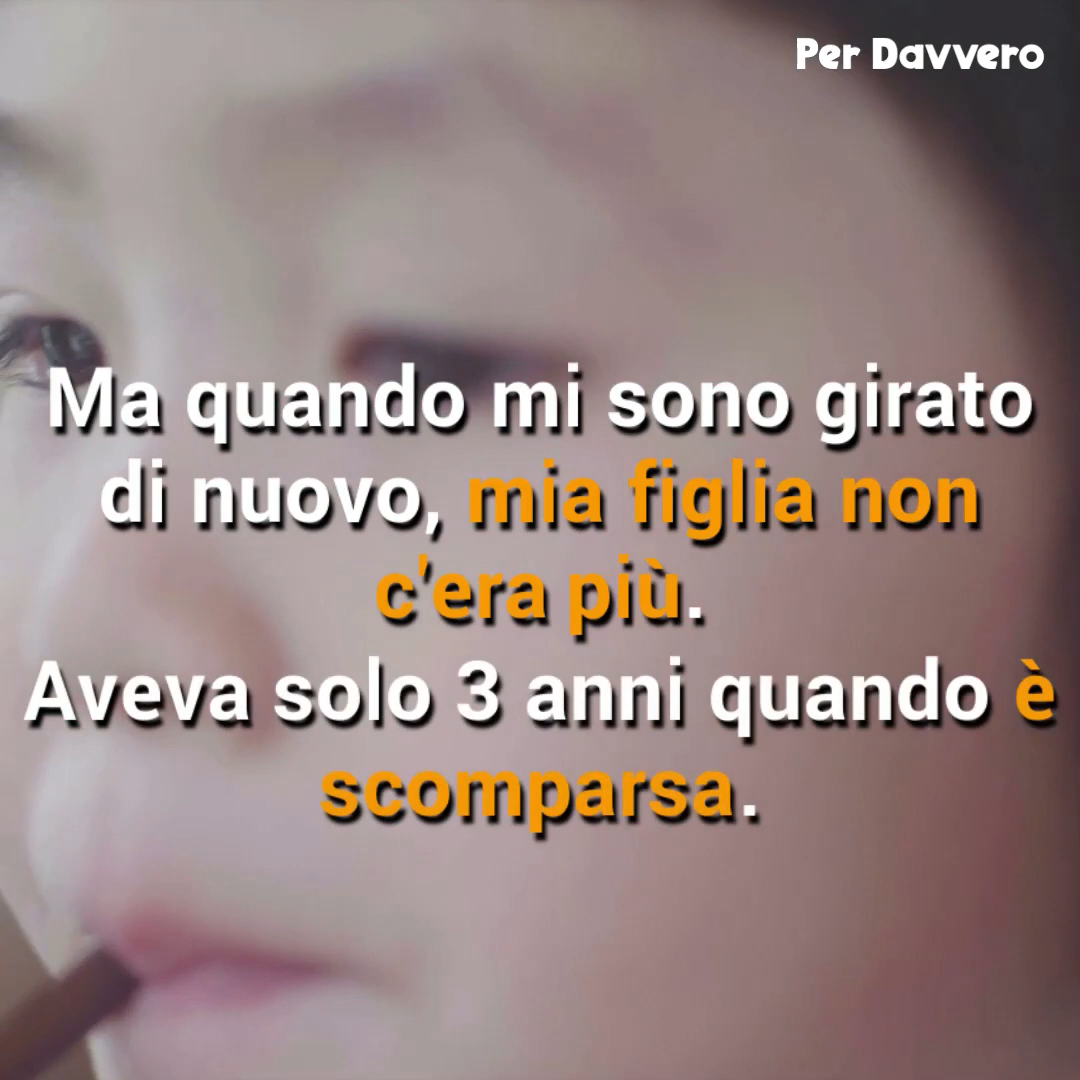 Per Davvero
Ma quando mi sono girato
di nuovo, mia figlia non
c'era più.
Aveva solo 3 anni quando è
scomparsa.